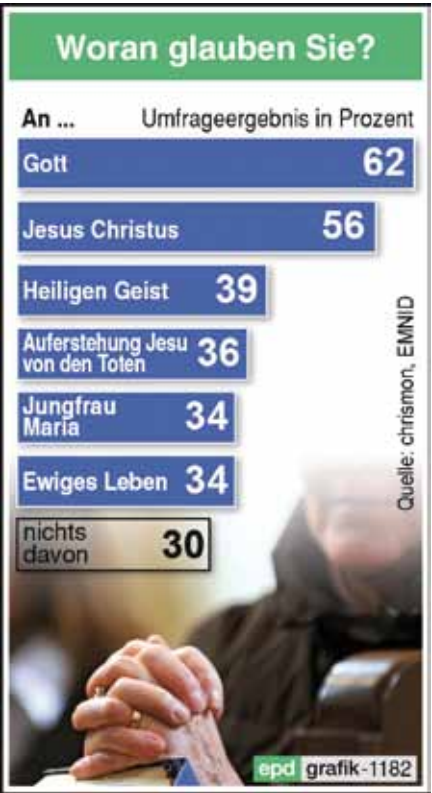 Woran glauben Sie?
An ... Umfrageergebnis in Prozent
Gott 62
Jesus Christus 56
Heiligen Geist 39
Auferstehung Jesu
von den Toten 36
Jungfrau
Maria 34
Ewiges Leben 34
nichts
davon 30
Quelle: chrismon, EMNID
epd grafik-1182